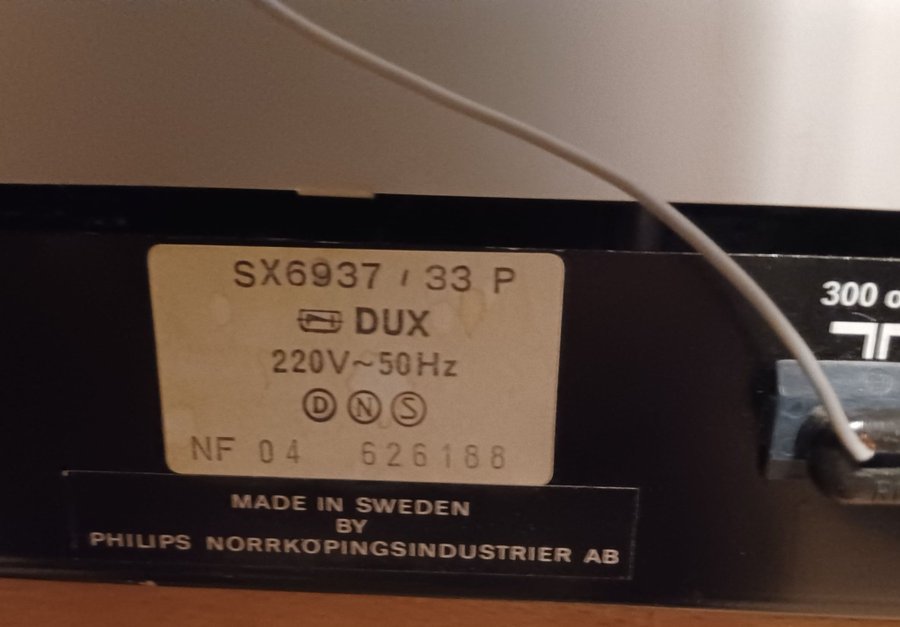 SX6937 / 33 P
DUX
220V~50Hz
D N S
NF 04 626188
MADE IN SWEDEN
BY
PHILIPS NORRKÖPINGSINDUSTRIER AB
300